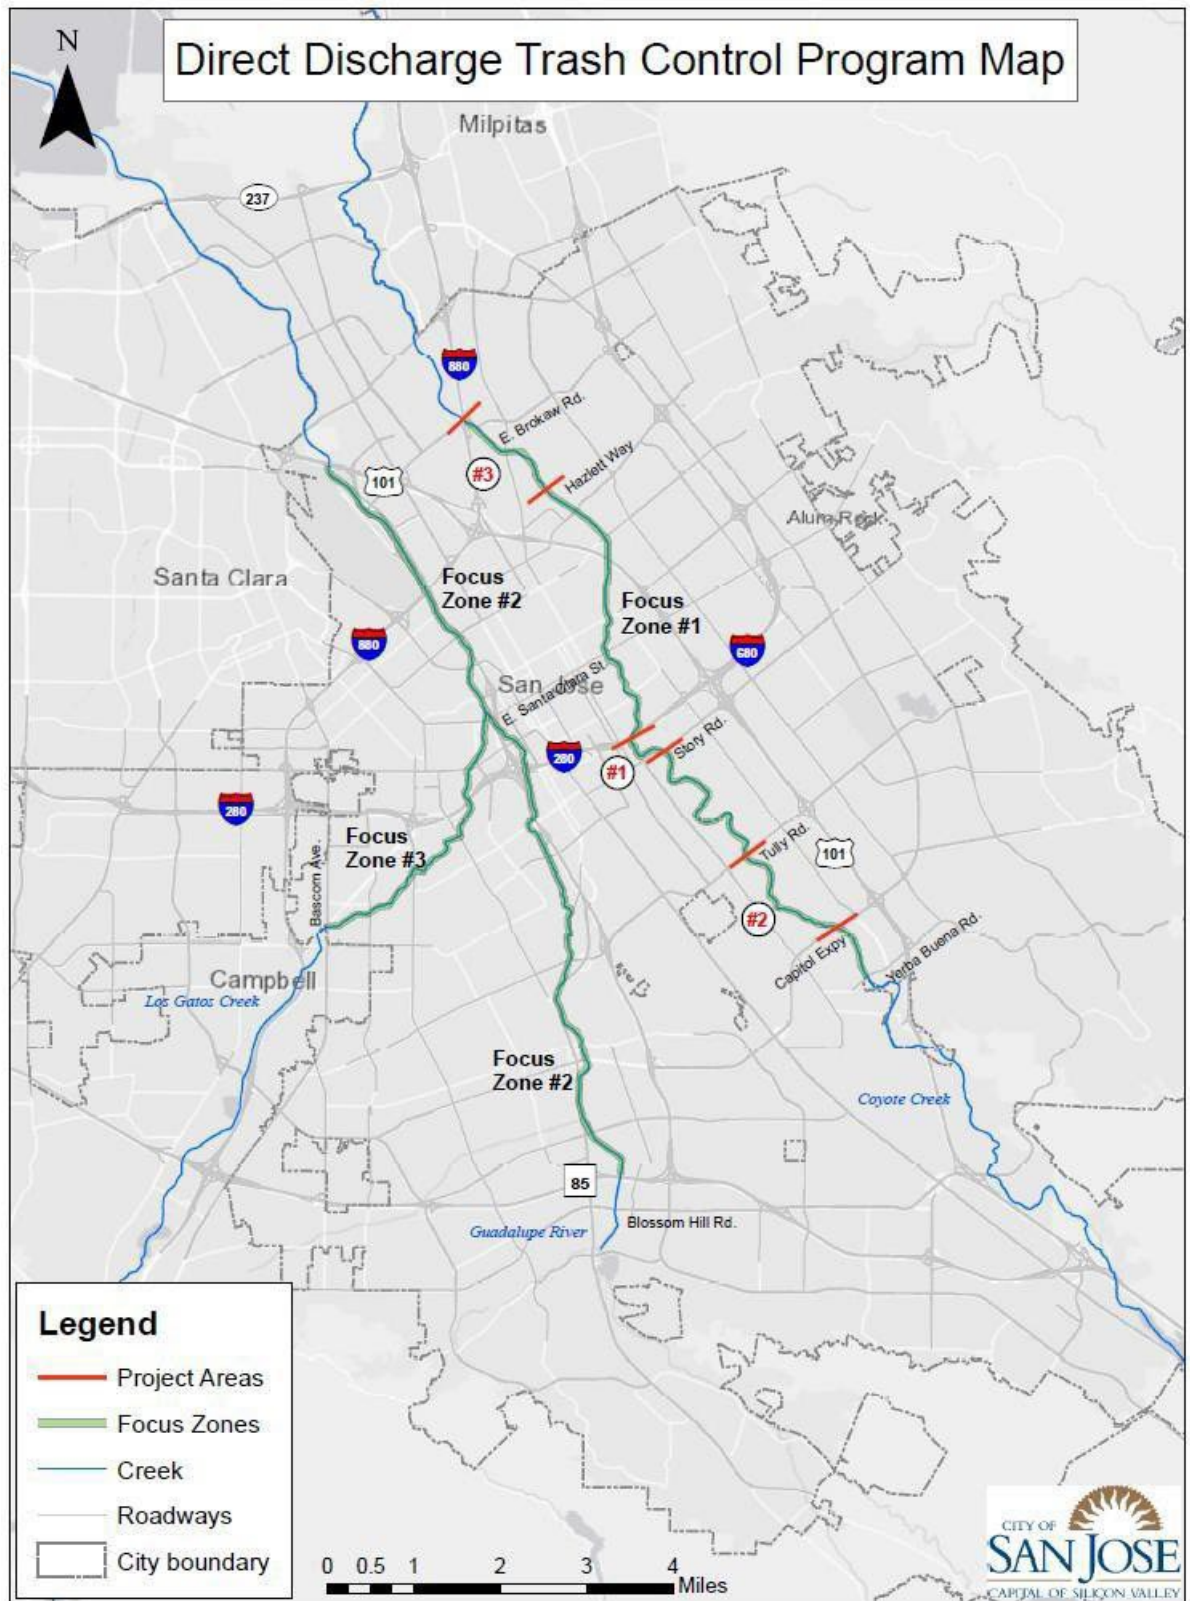 Direct Discharge Trash Control Program Map
N
Milpitas
237
880
E. Brokaw Rd.
#3
Hazlett Way
101
Alum Rock
Santa Clara
Focus
Zone #2
Focus
Zone #1
880
680
San Jose
E. Santa Clara St.
Story Rd.
280
#1
280
Focus
Zone #3
Tully Rd.
101
Bascom Ave.
#2
Capitol Expy
Yerba Buena Rd.
Campbell
Los Gatos Creek
Focus
Zone #2
Coyote Creek
85
Guadalupe River
Blossom Hill Rd.
Legend
Project Areas
Focus Zones
Creek
Roadways
City boundary
0 0.5 1 2 3 4
Miles
CITY OF
SAN JOSE
CAPITAL OF SILICON VALLEY